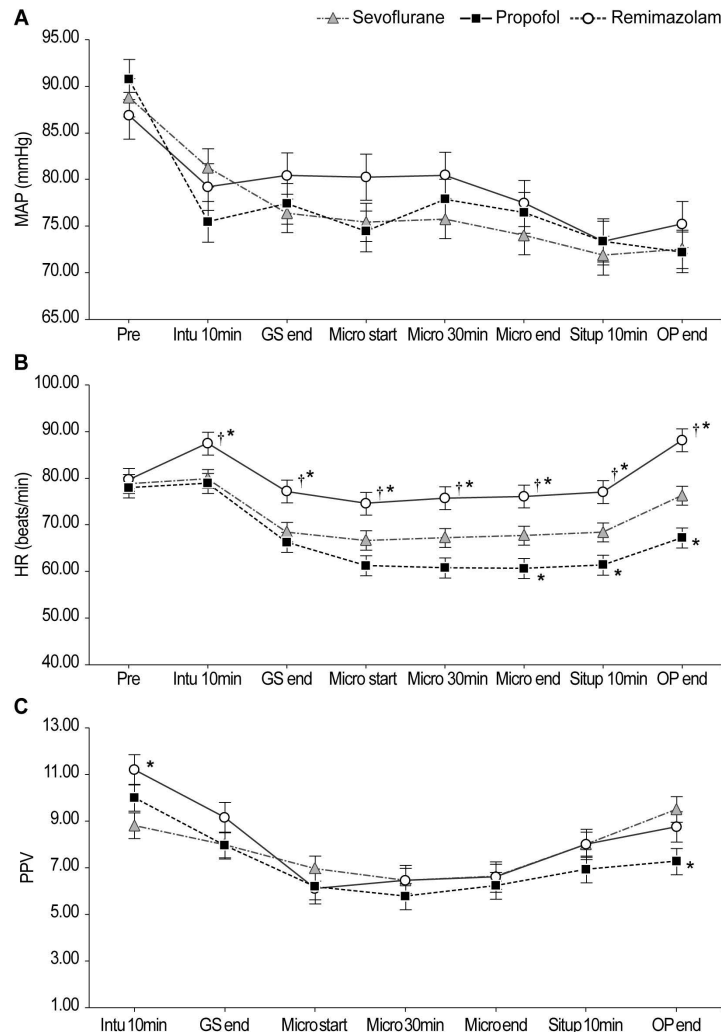 A
Sevoflurane Propofol Remimazolam
95.00
90.00
85.00
80.00
75.00
70.00
65.00
MAP (mmHg)
Pre Intu 10min GS end Micro start Micro 30min Micro end Situp 10min OP end
B
100.00
90.00
80.00
70.00
60.00
50.00
40.00
HR (beats/min)
†* †* †* †* †* †* †*
* * *
Pre Intu 10min GS end Micro start Micro 30min Micro end Situp 10min OP end
C
13.00
11.00
9.00
7.00
5.00
3.00
1.00
PPV
*
*
Intu 10min GS end Micro start Micro 30min Micro end Situp 10min OP end